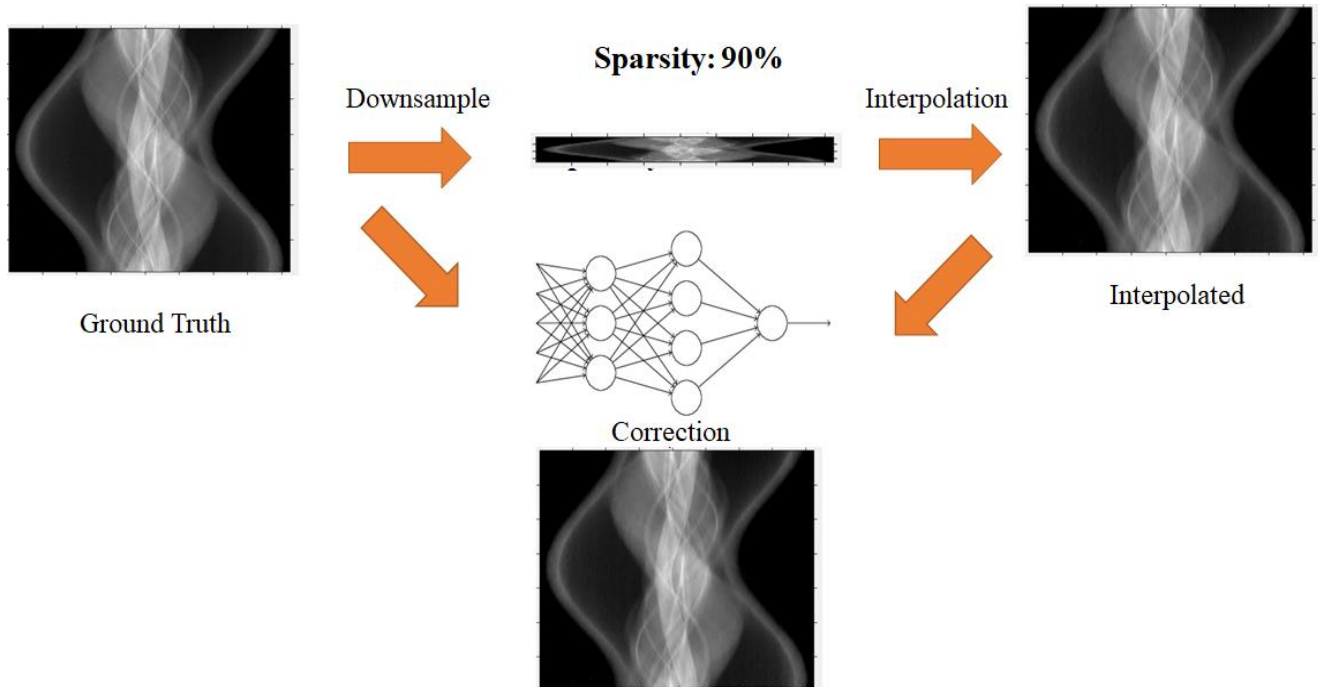 Sparsity: 90%
Downsample
Interpolation
Ground Truth
Interpolated
Correction